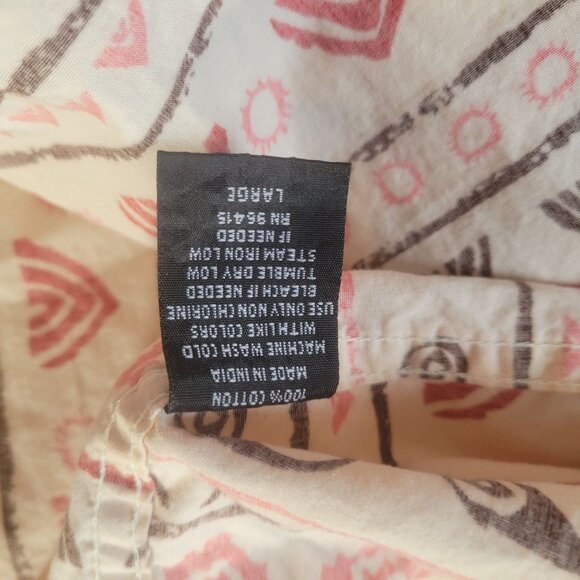 100% COTTON
MADE IN INDIA
MACHINE WASH COLD
WITH LIKE COLORS
USE ONLY NON CHLORINE
BLEACH IF NEEDED
TUMBLE DRY LOW
STEAM IRON LOW
IF NEEDED
RN 96415
LARGE